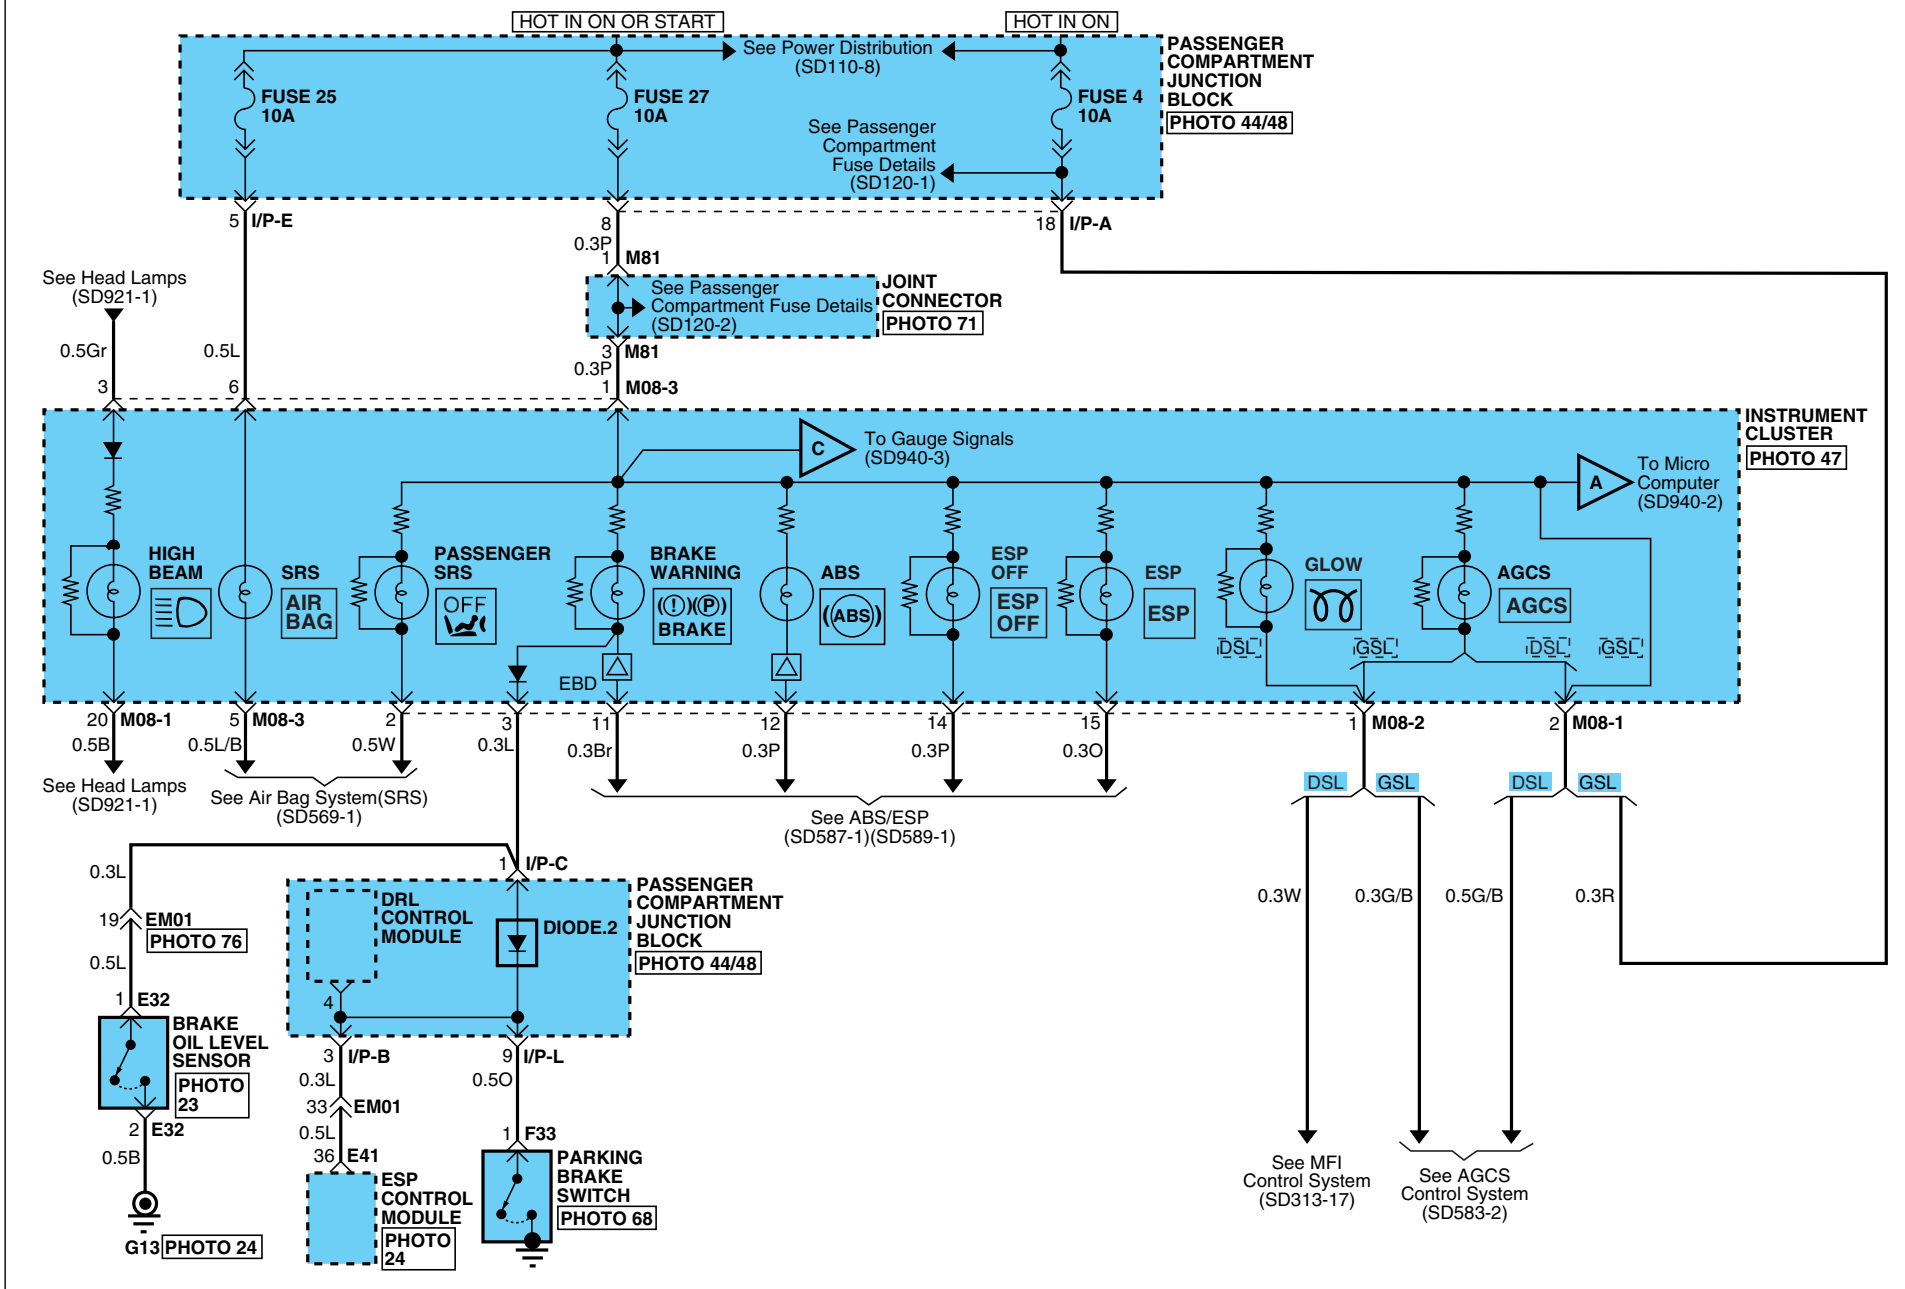 HOT IN ON OR START
HOT IN ON
See Power Distribution
(SD110-8)
PASSENGER
COMPARTMENT
JUNCTION
BLOCK
PHOTO 44/48
FUSE 25
10A
FUSE 27
10A
FUSE 4
10A
See Passenger
Compartment
Fuse Details
(SD120-1)
5 I/P-E
8
18 I/P-A
0.3P
1 M81
See Head Lamps
(SD921-1)
See Passenger
Compartment Fuse Details
(SD120-2)
JOINT
CONNECTOR
PHOTO 71
0.5Gr
0.5L
3 M81
0.3P
3
6
1 M08-3
INSTRUMENT
CLUSTER
PHOTO 47
C
To Gauge Signals
(SD940-3)
A
To Micro
Computer
(SD940-2)
HIGH
BEAM
SRS
AIR
BAG
PASSENGER
SRS
OFF
BRAKE
WARNING
(!)(P)
BRAKE
ABS
(ABS)
ESP
OFF
ESP
OFF
ESP
ESP
GLOW
AGCS
AGCS
DSL
GSL
DSL
GSL
EBD
20 M08-1
5 M08-3
2
3
11
12
14
15
1 M08-2
2 M08-1
0.5B
0.5L/B
0.5W
0.3L
0.3Br
0.3P
0.3P
0.3O
See Head Lamps
(SD921-1)
See Air Bag System(SRS)
(SD569-1)
See ABS/ESP
(SD587-1)(SD589-1)
DSL
GSL
DSL
GSL
0.3L
1 I/P-C
PASSENGER
COMPARTMENT
JUNCTION
BLOCK
PHOTO 44/48
DRL
CONTROL
MODULE
DIODE.2
0.3W
0.3G/B
0.5G/B
0.3R
19 EM01
PHOTO 76
0.5L
4
1 E32
BRAKE
OIL LEVEL
SENSOR
PHOTO
23
3 I/P-B
9 I/P-L
0.3L
0.5O
33 EM01
2 E32
0.5L
1 F33
0.5B
36 E41
ESP
CONTROL
MODULE
PHOTO
24
PARKING
BRAKE
SWITCH
PHOTO 68
G13 PHOTO 24
See MFI
Control System
(SD313-17)
See AGCS
Control System
(SD583-2)